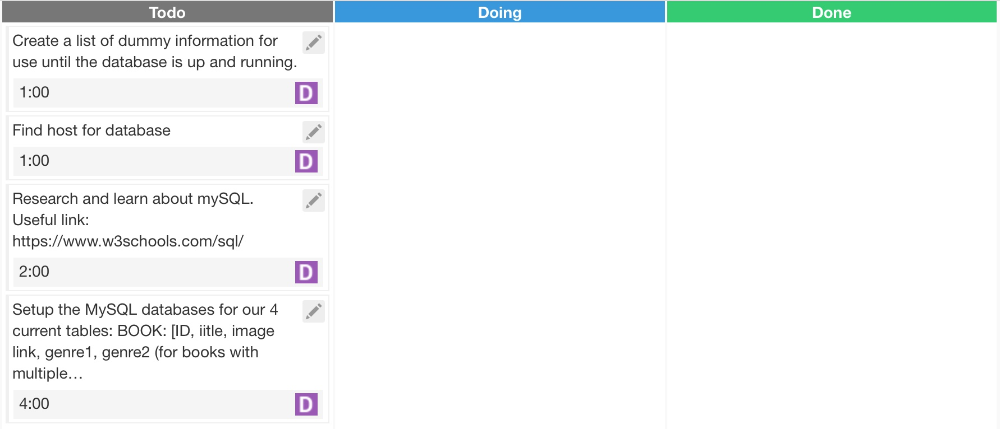 Todo
Doing
Done
Create a list of dummy information for
use until the database is up and running.
1:00
D
Find host for database
1:00
D
Research and learn about mySQL.
Useful link:
https://www.w3schools.com/sql/
2:00
D
Setup the MySQL databases for our 4
current tables: BOOK: [ID, iitle, image
link, genre1, genre2 (for books with
multiple…
4:00
D